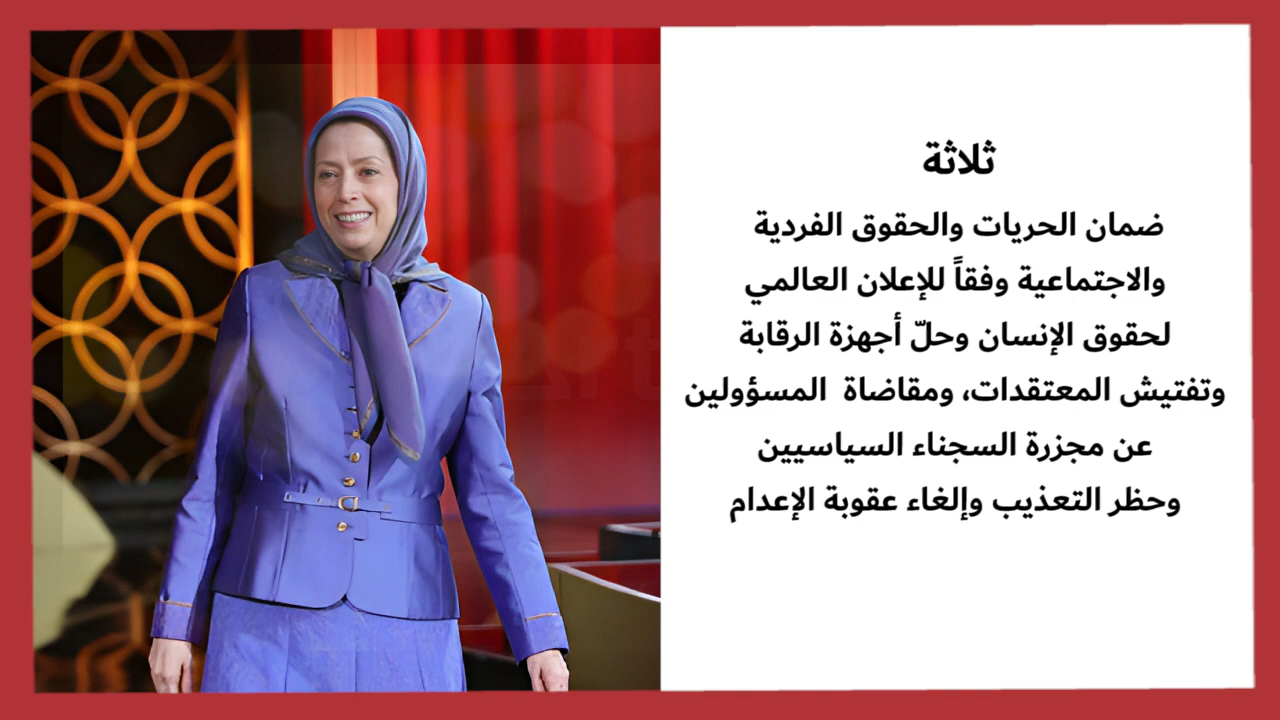 ثلاثة
ضمان الحريات والحقوق الفردية
والاجتماعية وفقاً للإعلان العالمي
لحقوق الإنسان وحلّ أجهزة الرقابة
وتفتيش المعتقدات، ومقاضاة المسؤولين
عن مجزرة السجناء السياسيين
وحظر التعذيب وإلغاء عقوبة الإعدام